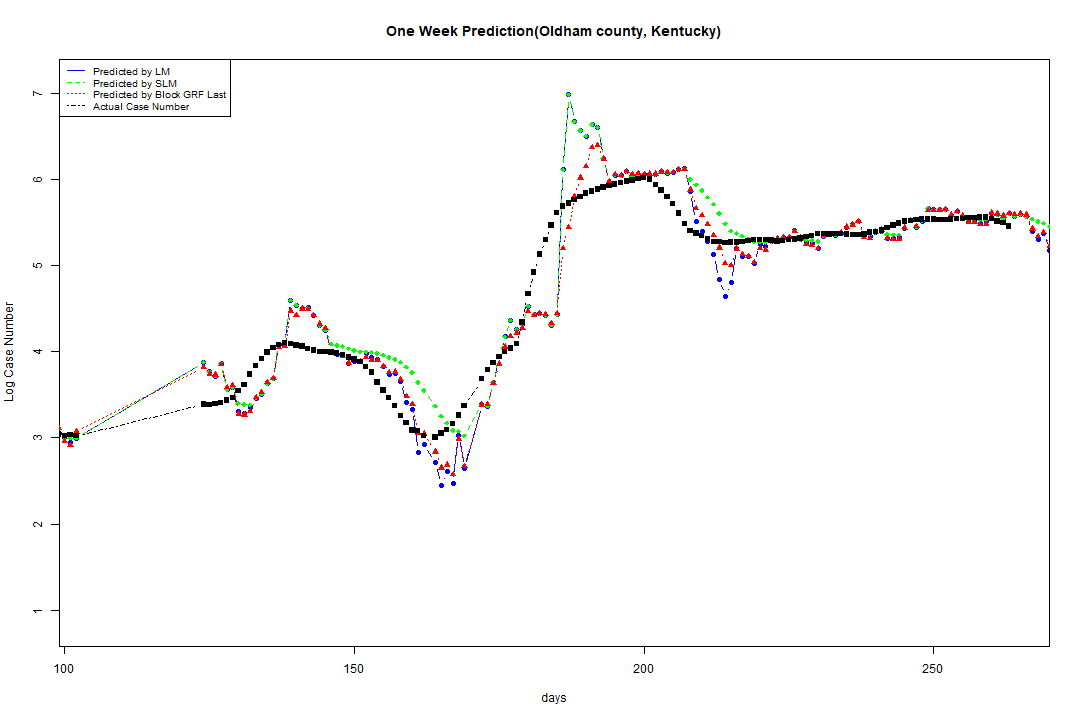 One Week Prediction(Oldham county, Kentucky)
Predicted by LM
Predicted by SLM
Predicted by Block GRF Last
Actual Case Number
7
6
5
4
3
2
1
Log Case Number
100 150 200 250
days